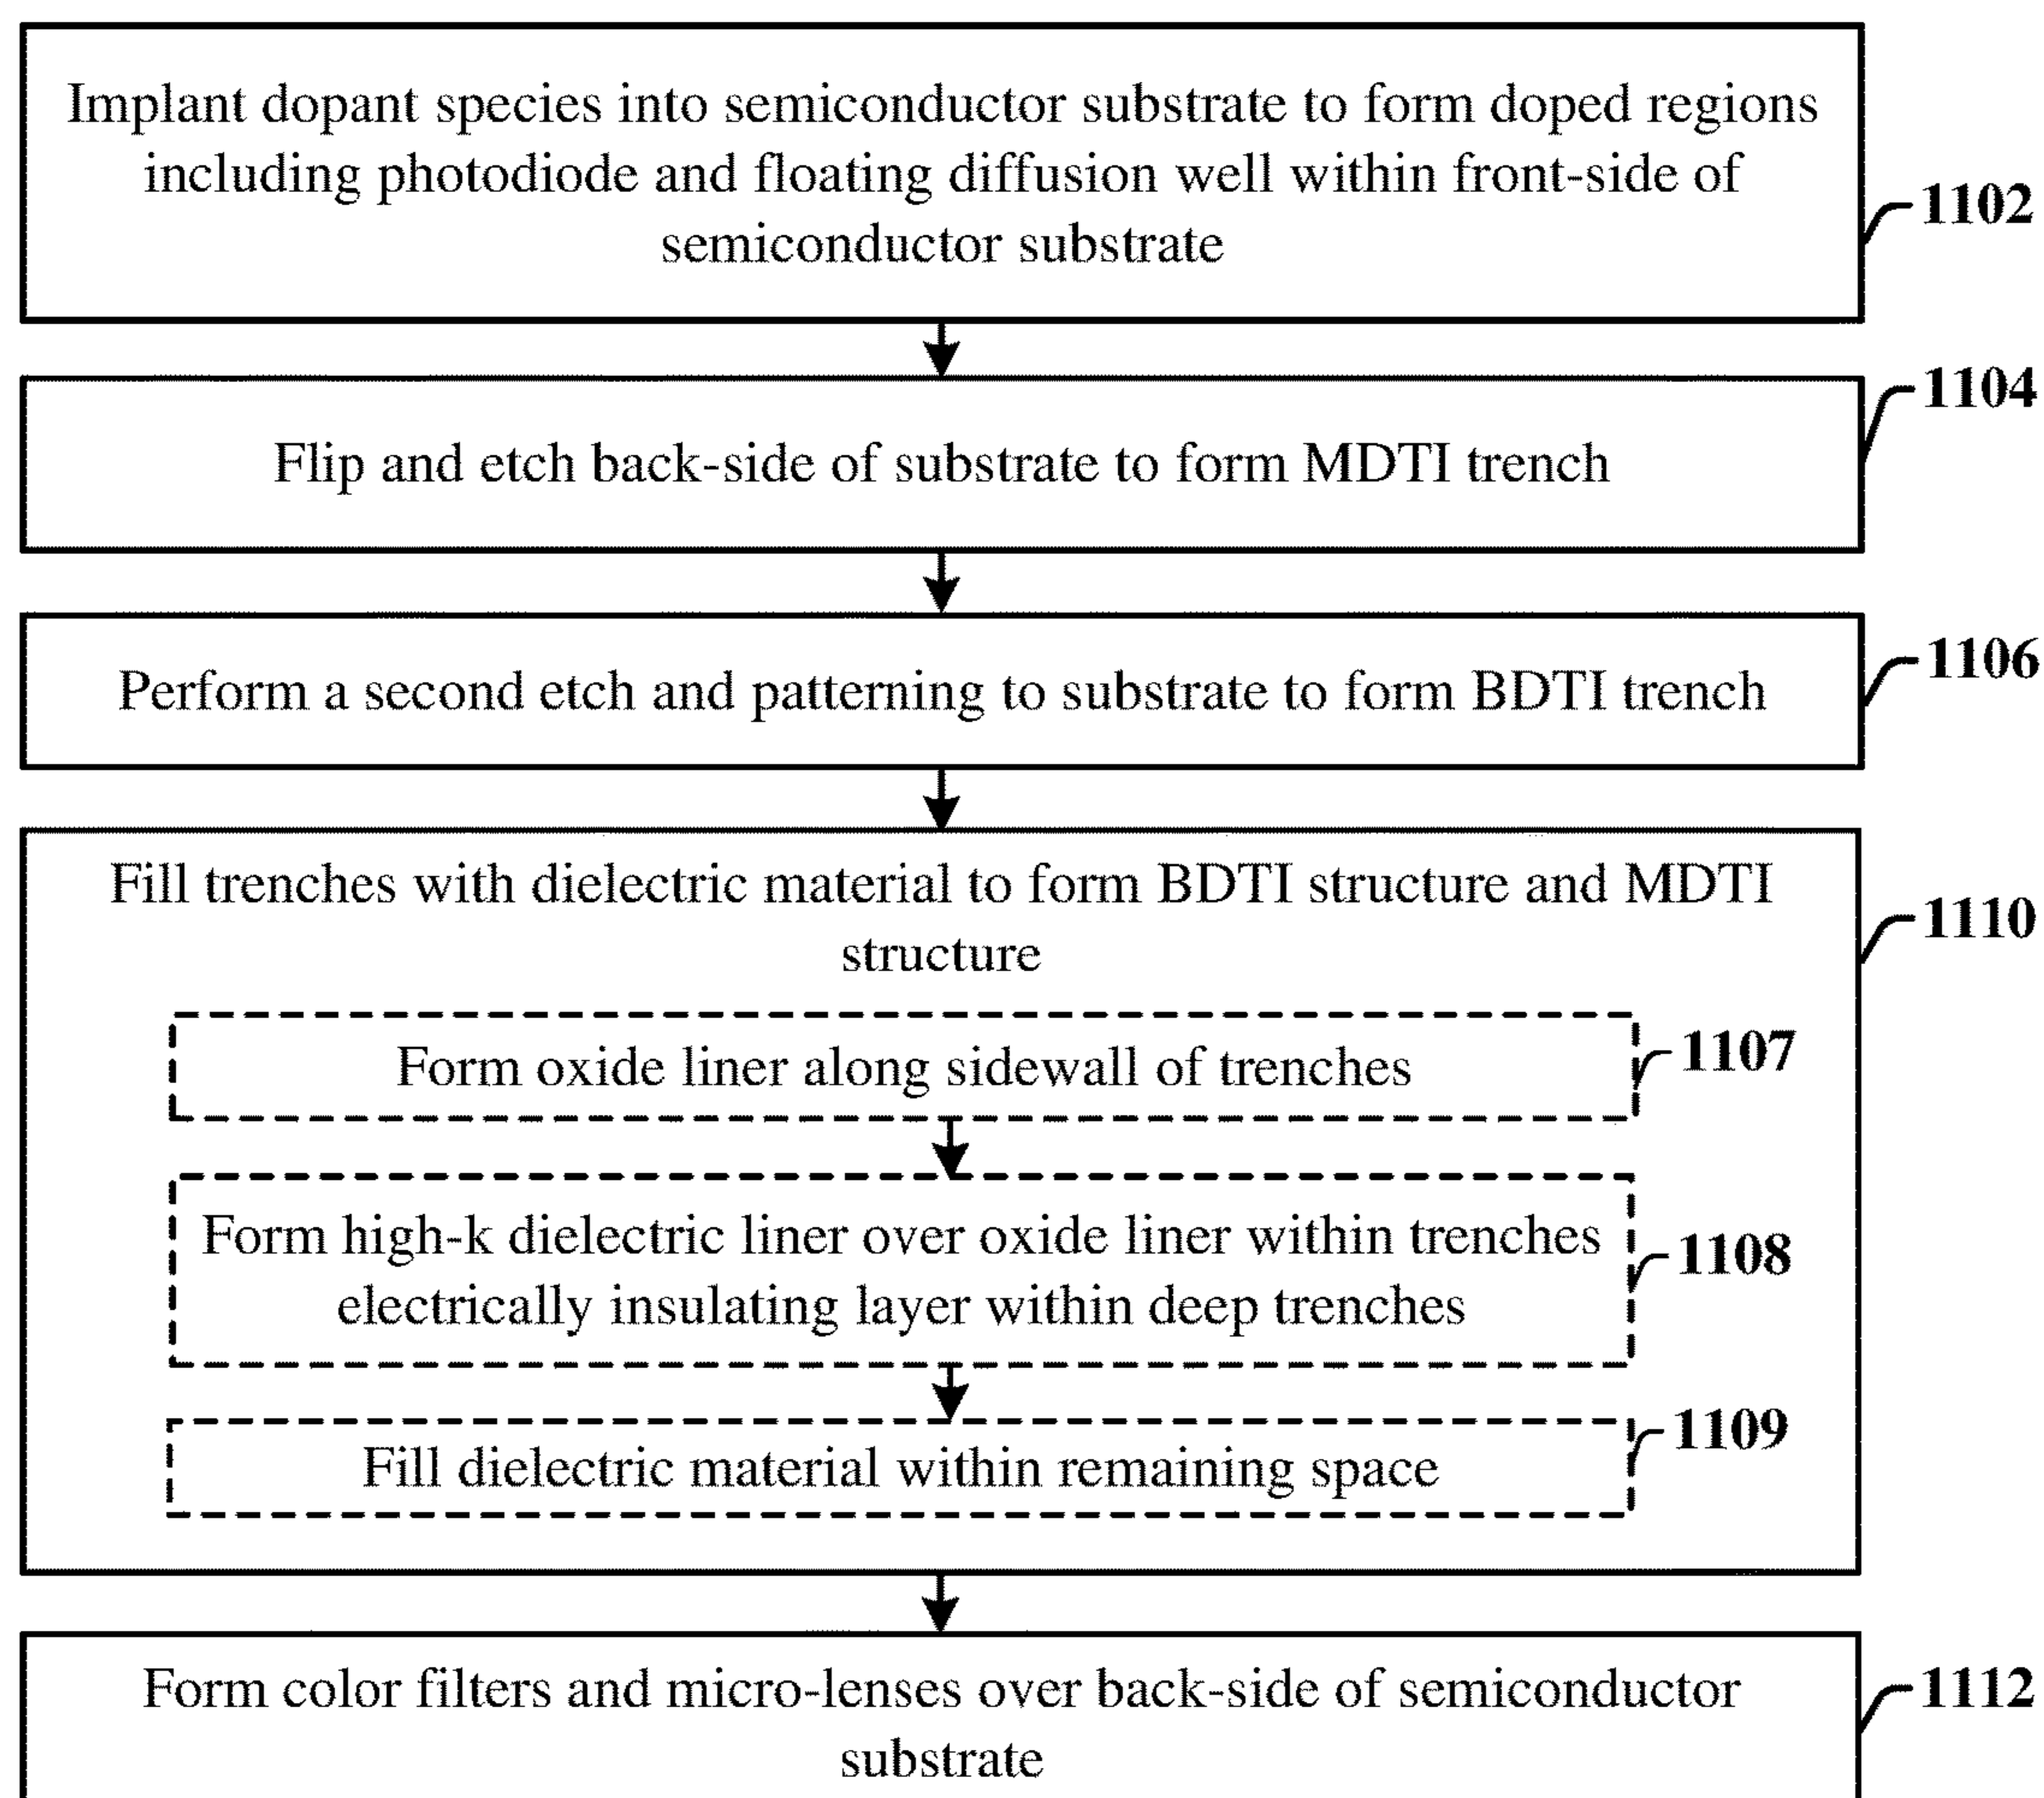 Implant dopant species into semiconductor substrate to form doped regions
including photodiode and floating diffusion well within front-side of
semiconductor substrate
1102
1104
Flip and etch back-side of substrate to form MDTI trench
1106
Perform a second etch and patterning to substrate to form BDTI trench
Fill trenches with dielectric material to form BDTI structure and MDTI
structure
1110
Form oxide liner along sidewall of trenches
1107
Form high-k dielectric liner over oxide liner within trenches
electrically insulating layer within deep trenches
1108
Fill dielectric material within remaining space
1109
Form color filters and micro-lenses over back-side of semiconductor
substrate
1112